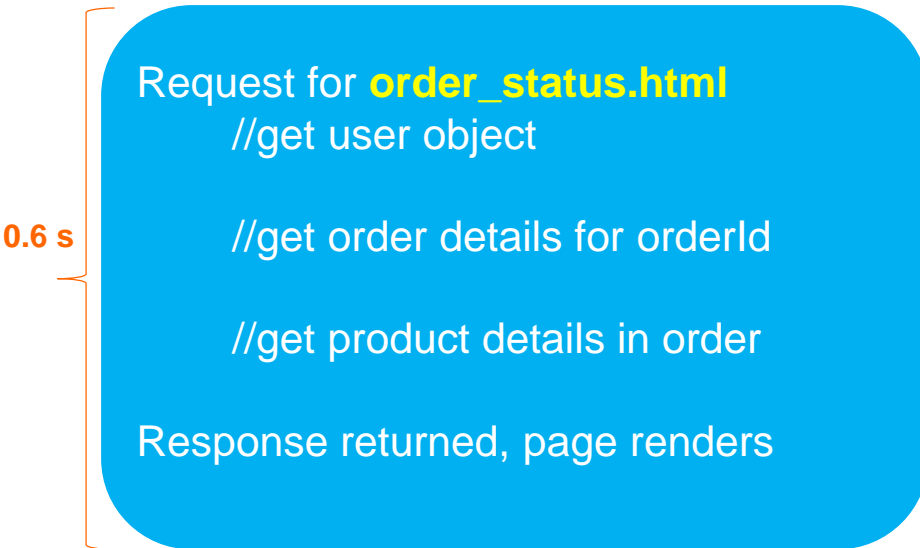 Request for order_status.html
//get user object
0.6 s
//get order details for orderId
//get product details in order
Response returned, page renders